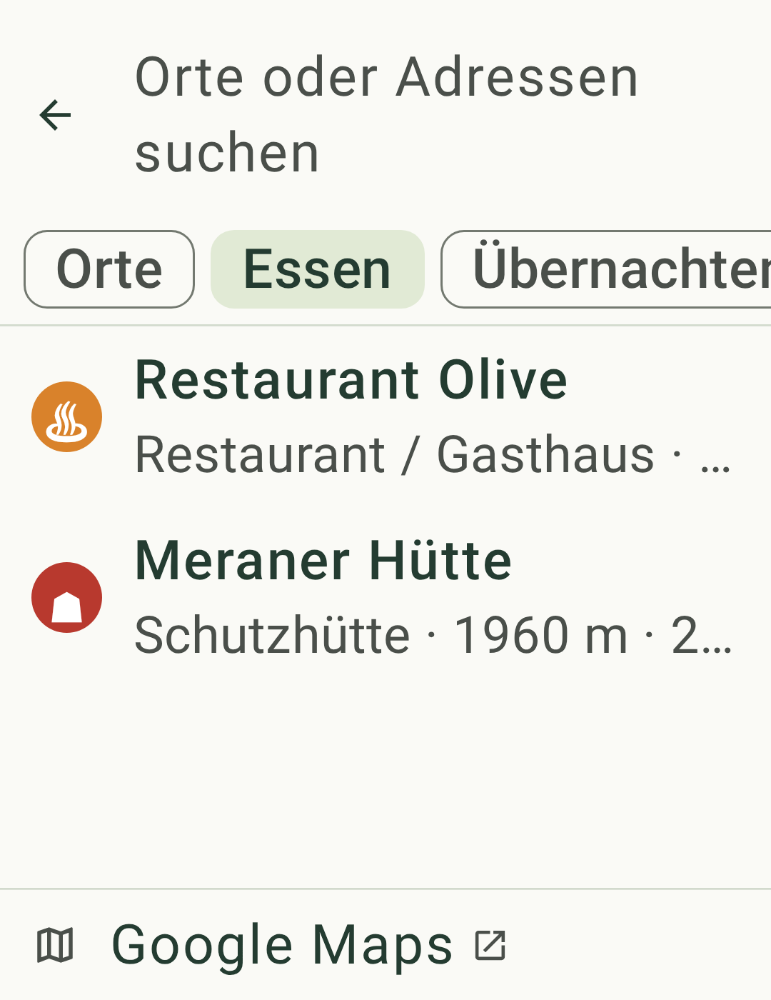 Orte oder Adressen
suchen
Orte Essen Übernachten
Restaurant Olive
Restaurant / Gasthaus · ...
Meraner Hütte
Schutzhütte · 1960 m · 2...
Google Maps